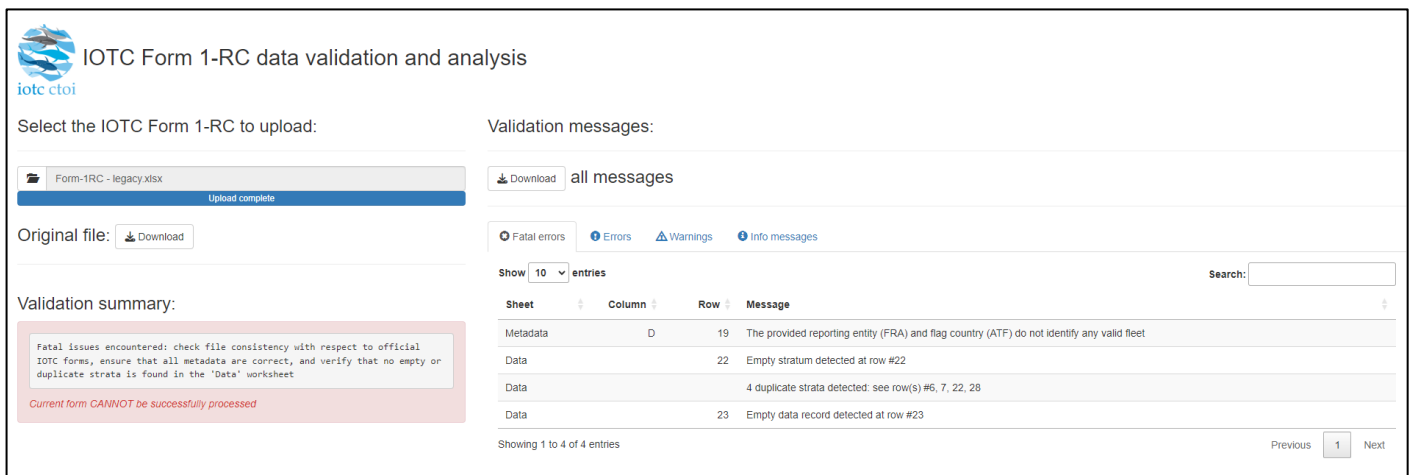 IOTC Form 1-RC data validation and analysis
iotc ctoi
Select the IOTC Form 1-RC to upload:
Form-1RC - legacy.xlsx
Upload complete
Original file: Download
Validation summary:
Fatal issues encountered: check file consistency with respect to official
IOTC forms, ensure that all metadata are correct, and verify that no empty or
duplicate strata is found in the 'Data' worksheet
Current form CANNOT be successfully processed
Validation messages:
Download all messages
Fatal errors Errors Warnings Info messages
Show 10 entries Search:
Sheet Column Row Message
Metadata D 19 The provided reporting entity (FRA) and flag country (ATF) do not identify any valid fleet
Data 22 Empty stratum detected at row #22
Data 4 duplicate strata detected: see row(s) #6, 7, 22, 28
Data 23 Empty data record detected at row #23
Showing 1 to 4 of 4 entries Previous 1 Next